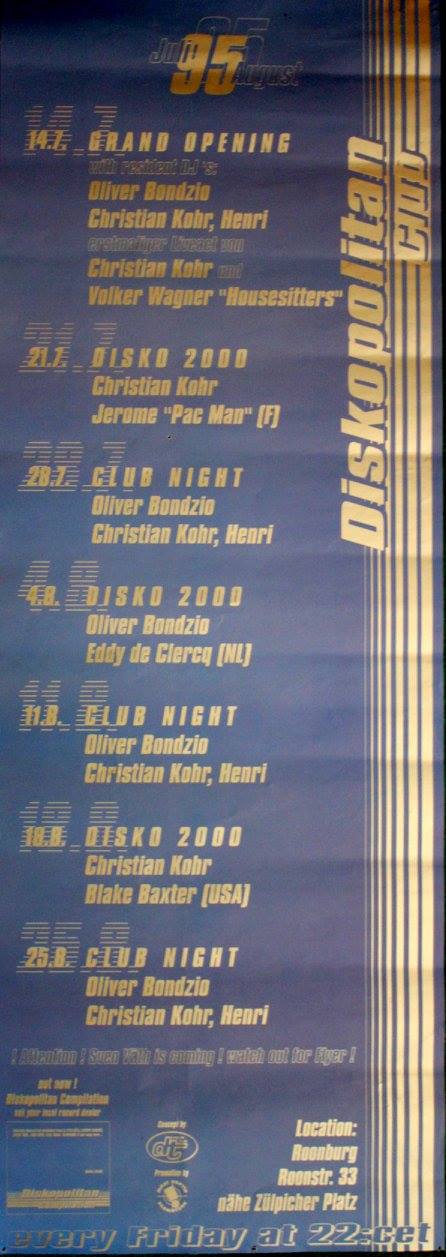 Juli 95 August
14.7. GRAND OPENING
with resident DJ's:
Oliver Bondzio
Christian Kohr, Henri
erstmaliger Liveact von
Christian Kohr und
Volker Wagner "Housesitters"
21.7. DISKO 2000
Christian Kohr
Jerome "Pac Man" (F)
28.7. CLUB NIGHT
Oliver Bondzio
Christian Kohr, Henri
4.8. DISKO 2000
Oliver Bondzio
Eddy de Clercq (NL)
11.8. CLUB NIGHT
Oliver Bondzio
Christian Kohr, Henri
18.8. DISKO 2000
Christian Kohr
Blake Baxter (USA)
25.8. CLUB NIGHT
Oliver Bondzio
Christian Kohr, Henri
Diskopolitan
Club
! Attention ! Sven Väth is coming ! watch out for Flyer !
out now !
Diskopolitan Compilation
visit your local record dealer
Diskopolitan
Concept by
Promotion by
Location:
Roonburg
Roonstr. 33
nähe Zülpicher Platz
every Friday at 22:cet